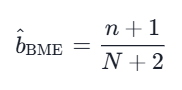 b̂_BME = (n + 1) / (N + 2)